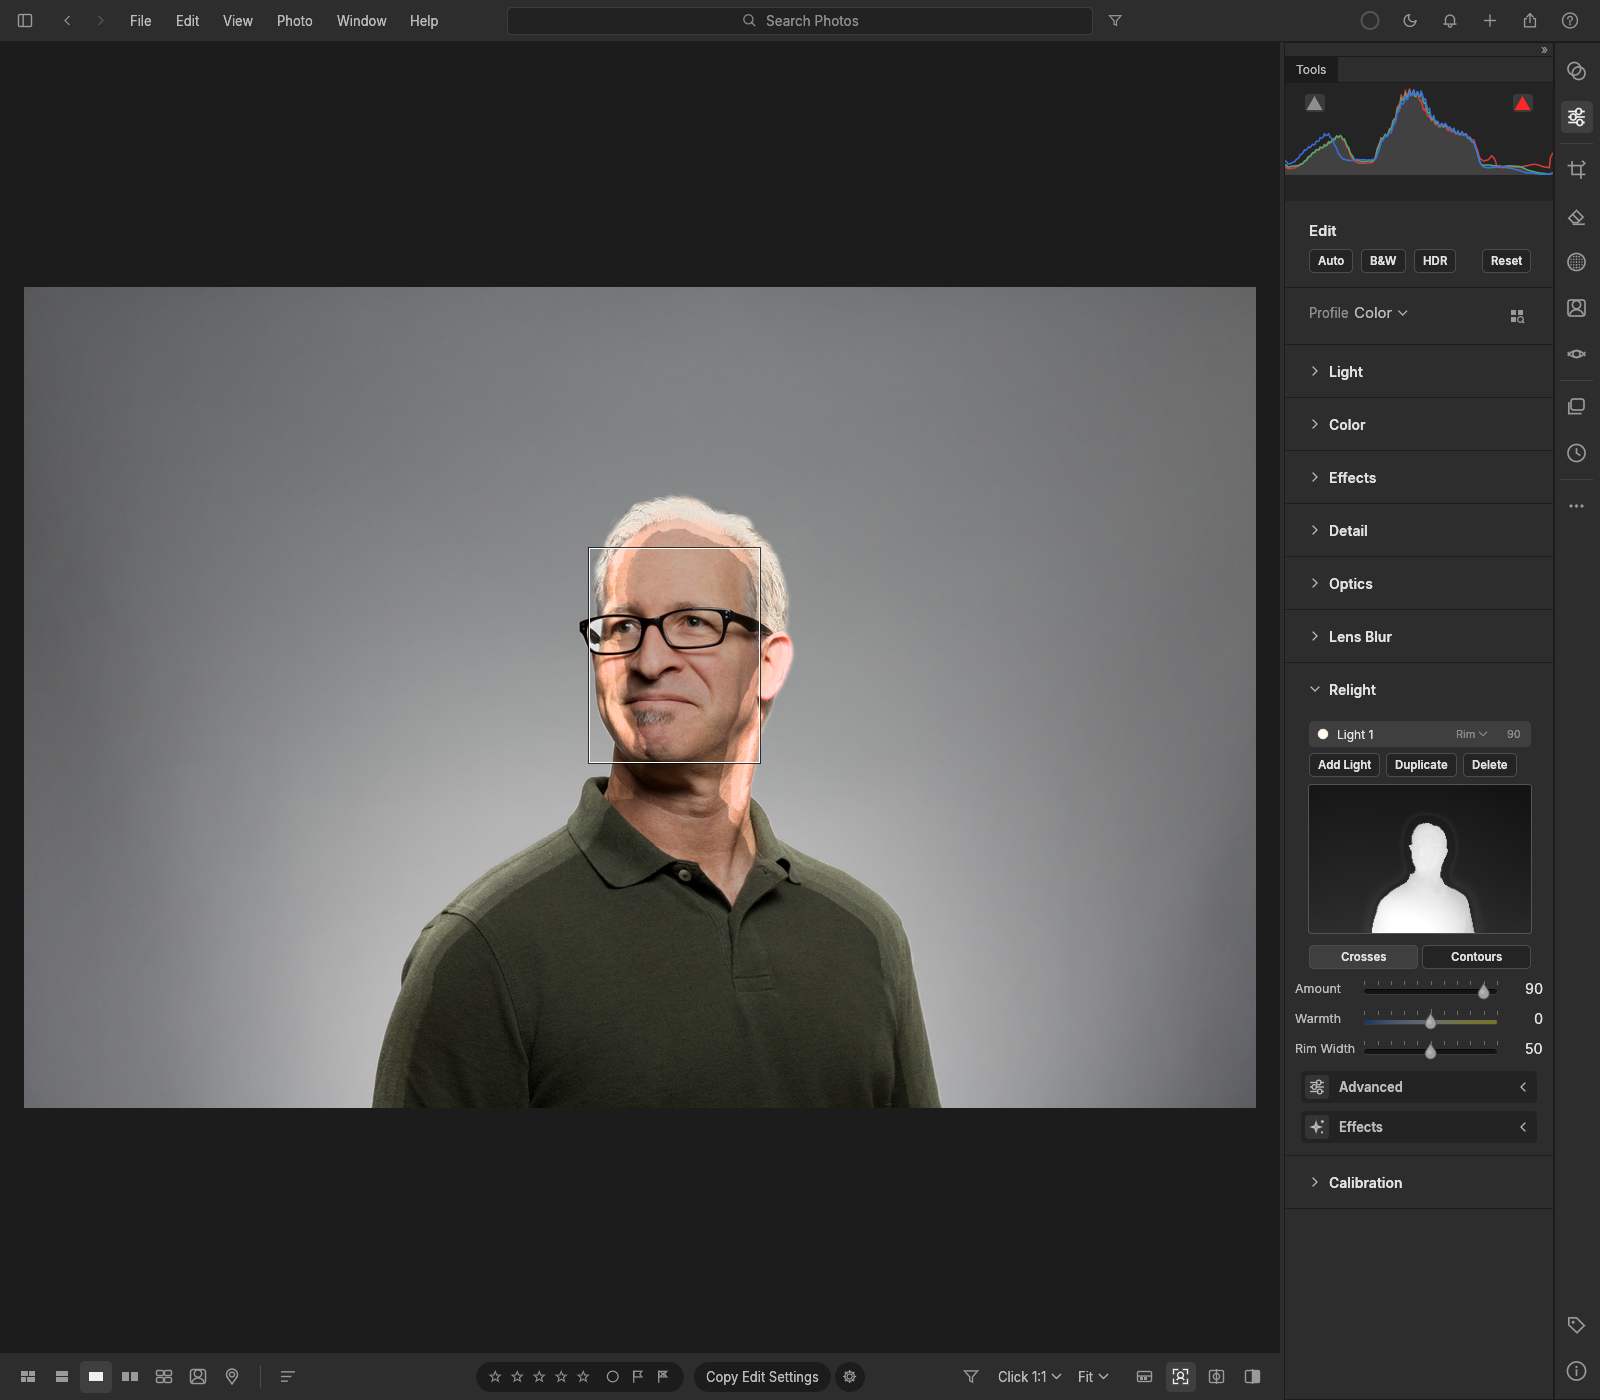 File Edit View Photo Window Help
Search Photos
Tools
Edit
Auto B&W HDR Reset
Profile Color
Light
Color
Effects
Detail
Optics
Lens Blur
Relight
Light 1 Rim 90
Add Light Duplicate Delete
Crosses Contours
Amount 90
Warmth 0
Rim Width 50
Advanced
Effects
Calibration
Copy Edit Settings
Click 1:1 Fit